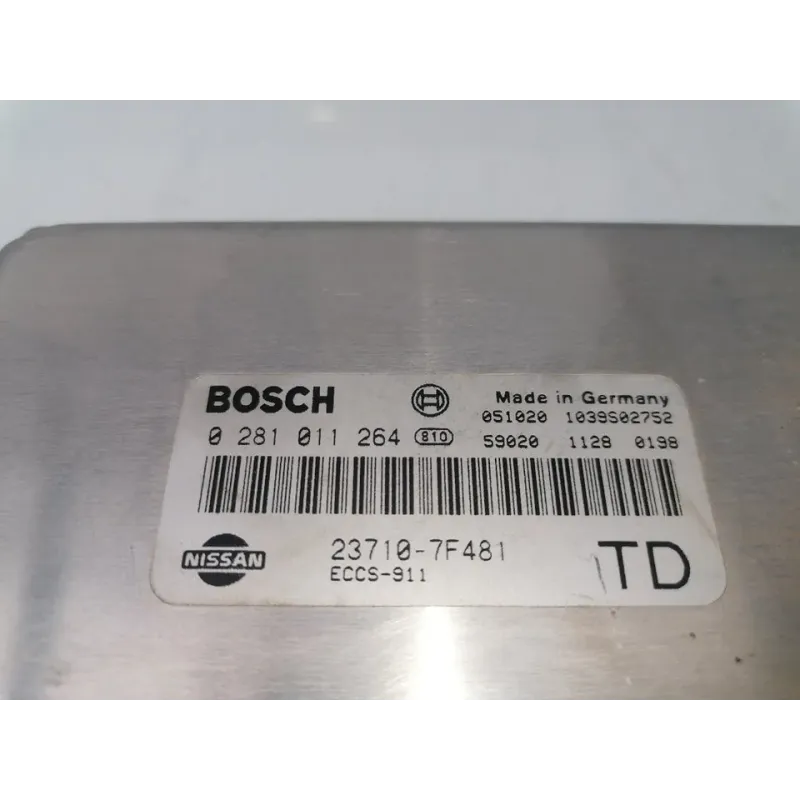 BOSCH Made in Germany
051020 1039S02752
0 281 011 264 810 59020 1128 0198
NISSAN 23710-7F481 TD
ECCS-911